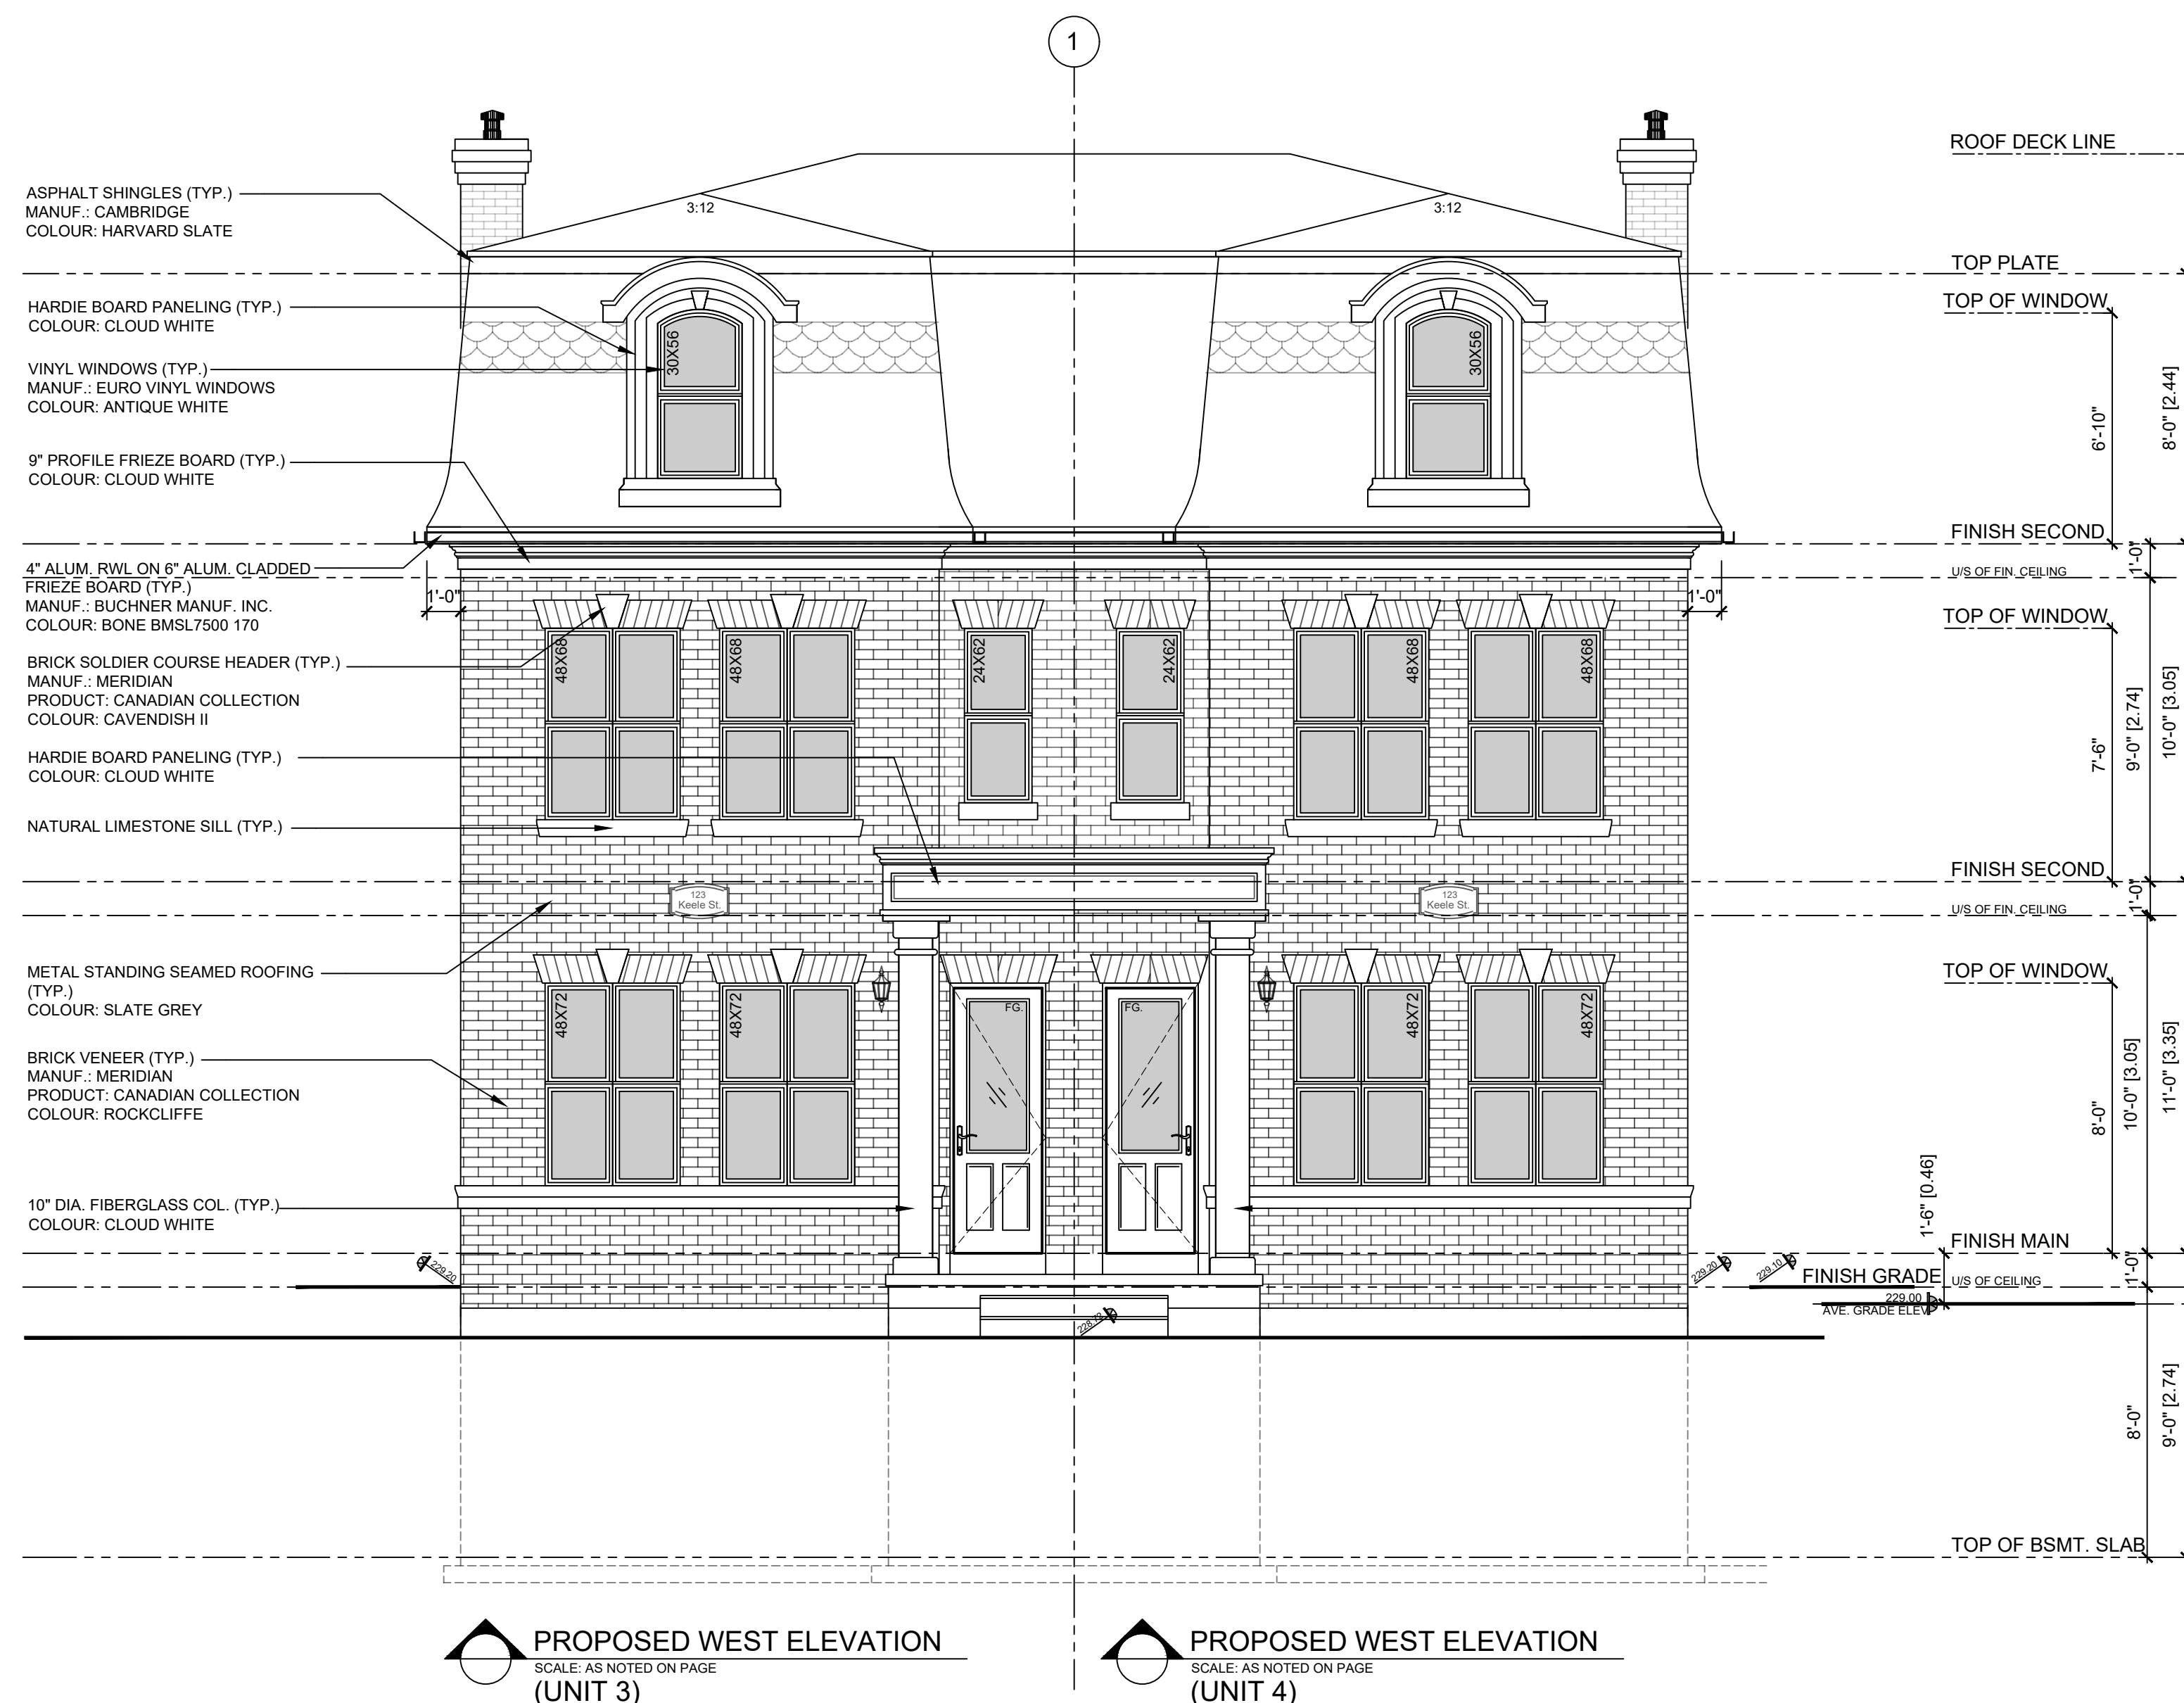 1
ROOF DECK LINE
ASPHALT SHINGLES (TYP.)
MANUF.: CAMBRIDGE
COLOUR: HARVARD SLATE
3:12
3:12
TOP PLATE
HARDIE BOARD PANELING (TYP.)
COLOUR: CLOUD WHITE
TOP OF WINDOW
30X56
30X56
VINYL WINDOWS (TYP.)
MANUF.: EURO VINYL WINDOWS
COLOUR: ANTIQUE WHITE
6'-10"
8'-0" [2.44]
9" PROFILE FRIEZE BOARD (TYP.)
COLOUR: CLOUD WHITE
FINISH SECOND
1'-0"
U/S OF FIN. CEILING
4" ALUM. RWL ON 6" ALUM. CLADDED
FRIEZE BOARD (TYP.)
MANUF.: BUCHNER MANUF. INC.
COLOUR: BONE BMSL7500 170
1'-0"
1'-0"
TOP OF WINDOW
BRICK SOLDIER COURSE HEADER (TYP.)
MANUF.: MERIDIAN
PRODUCT: CANADIAN COLLECTION
COLOUR: CAVENDISH II
48X68
48X68
24X62
24X62
48X68
48X68
7'-6"
9'-0" [2.74]
10'-0" [3.05]
HARDIE BOARD PANELING (TYP.)
COLOUR: CLOUD WHITE
NATURAL LIMESTONE SILL (TYP.)
FINISH SECOND
1'-0"
U/S OF FIN. CEILING
123
Keele St.
123
Keele St.
METAL STANDING SEAMED ROOFING
(TYP.)
COLOUR: SLATE GREY
TOP OF WINDOW
48X72
48X72
FG.
FG.
48X72
48X72
BRICK VENEER (TYP.)
MANUF.: MERIDIAN
PRODUCT: CANADIAN COLLECTION
COLOUR: ROCKCLIFFE
8'-0"
10'-0" [3.05]
11'-0" [3.35]
1'-6" [0.46]
10" DIA. FIBERGLASS COL. (TYP.)
COLOUR: CLOUD WHITE
FINISH MAIN
229.20
229.20
229.10
FINISH GRADE
U/S OF CEILING
1'-0"
229.00
AVE. GRADE ELEV.
228.72
8'-0"
9'-0" [2.74]
TOP OF BSMT. SLAB
PROPOSED WEST ELEVATION
SCALE: AS NOTED ON PAGE
(UNIT 3)
PROPOSED WEST ELEVATION
SCALE: AS NOTED ON PAGE
(UNIT 4)